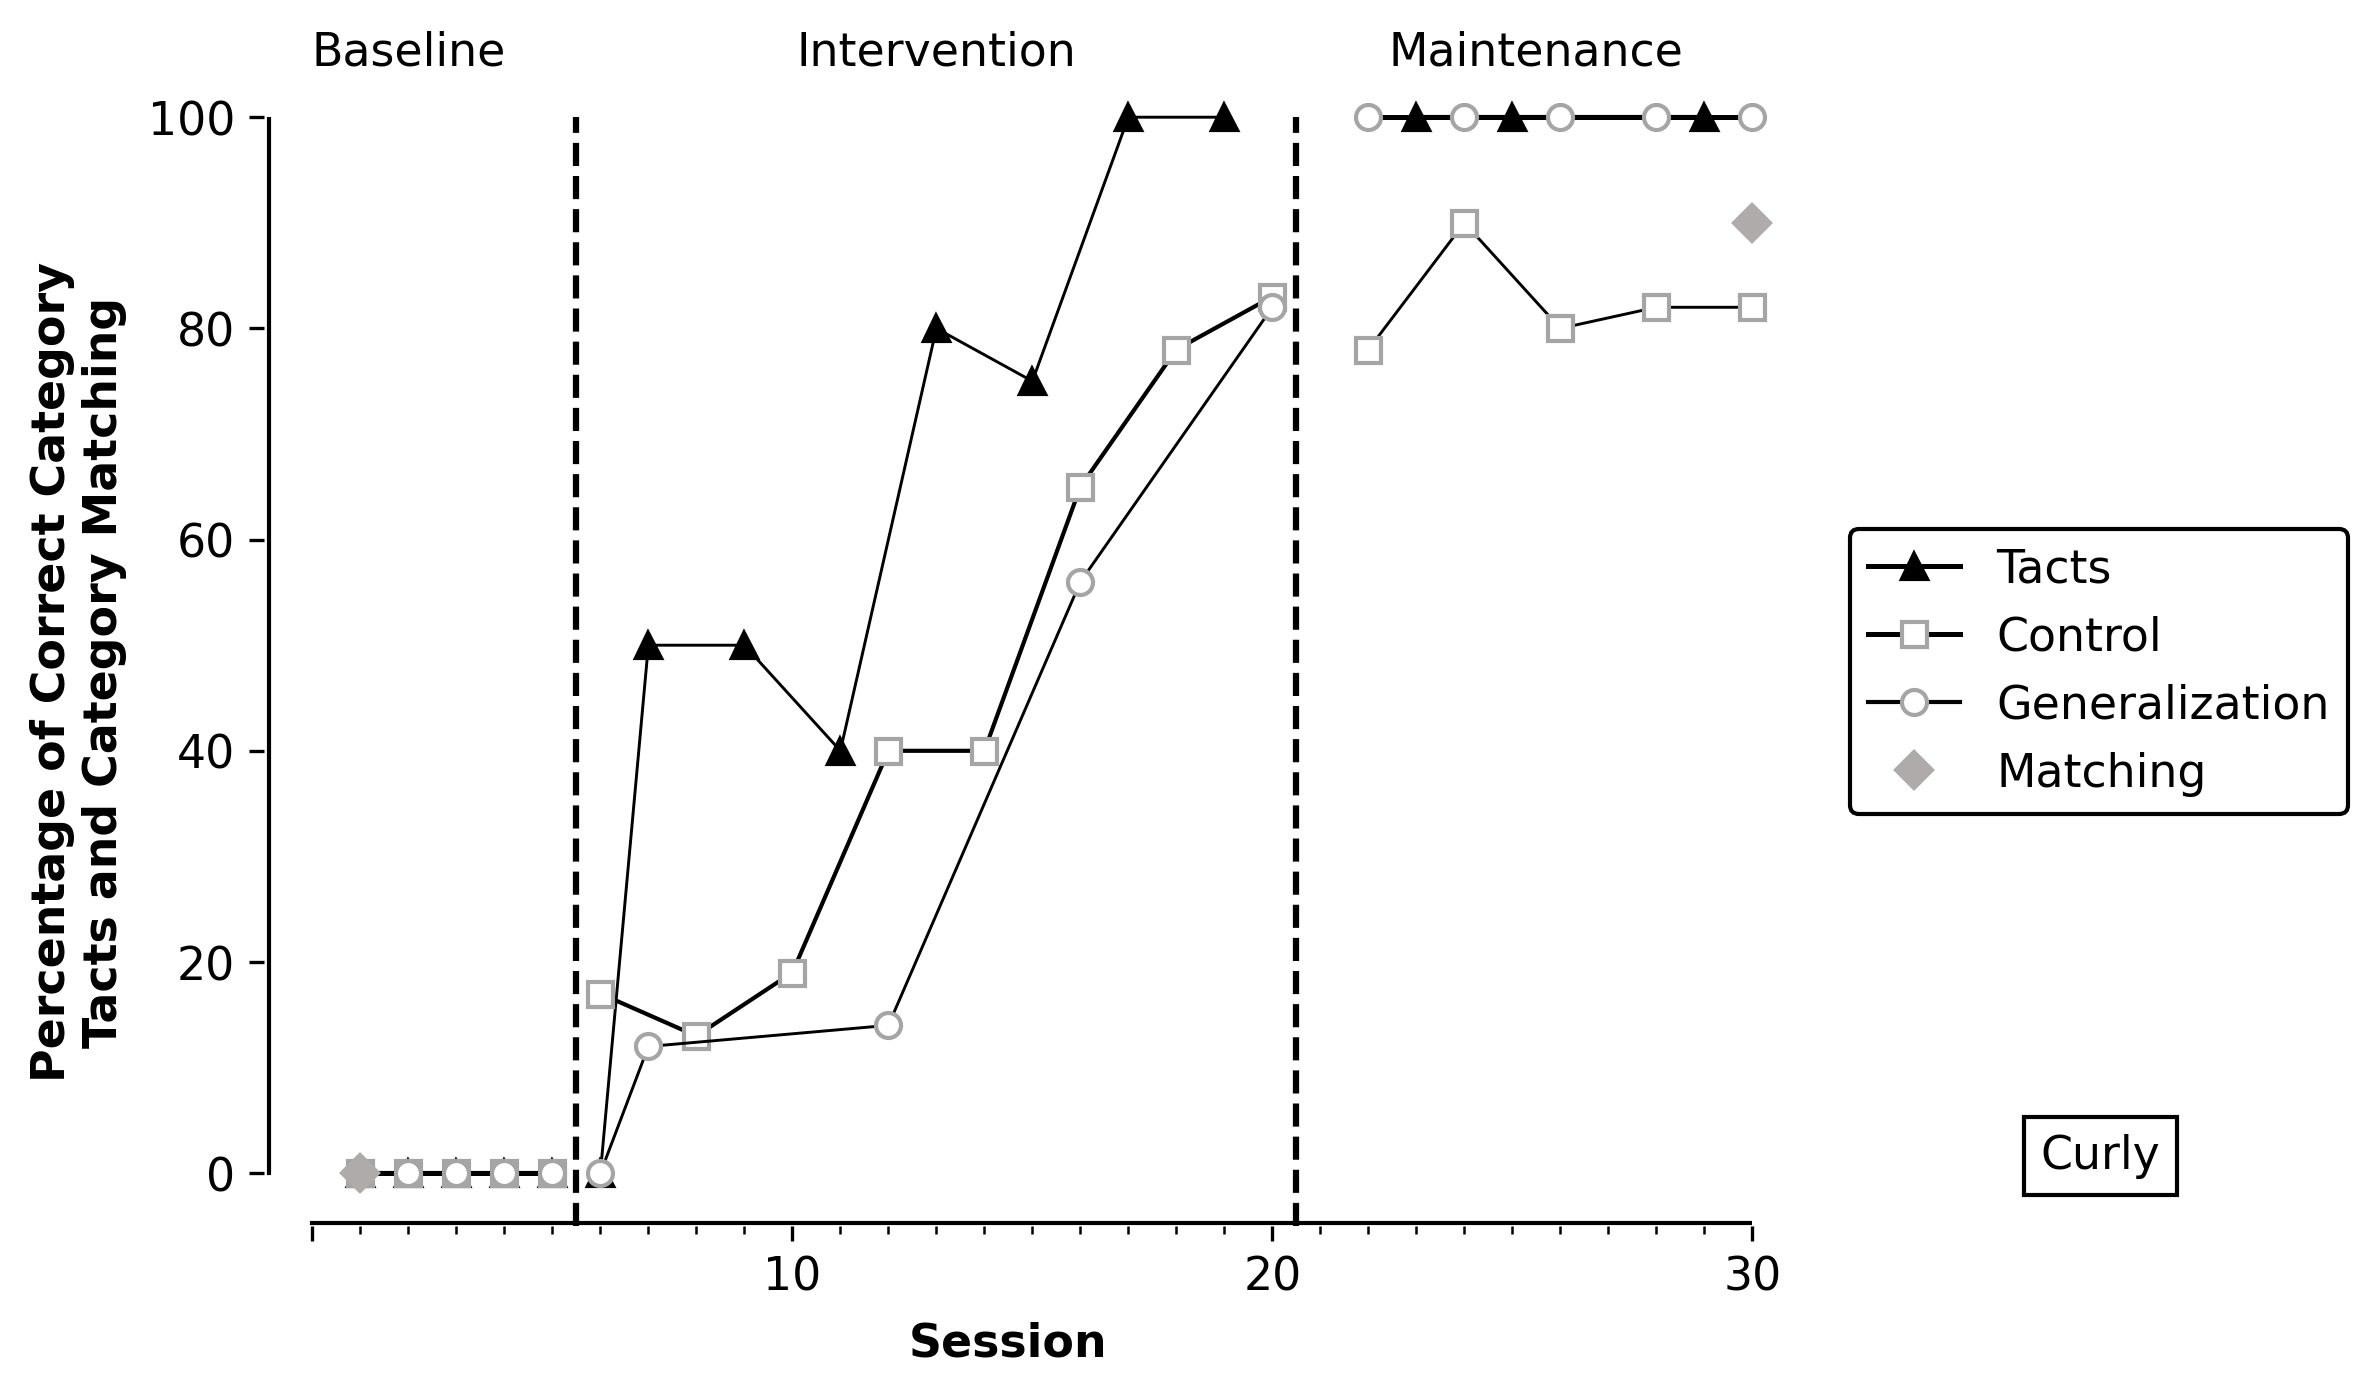 Baseline
Intervention
Maintenance
Percentage of Correct Category
Tacts and Category Matching
100
80
60
40
20
0
10
20
30
Session
Tacts
Control
Generalization
Matching
Curly